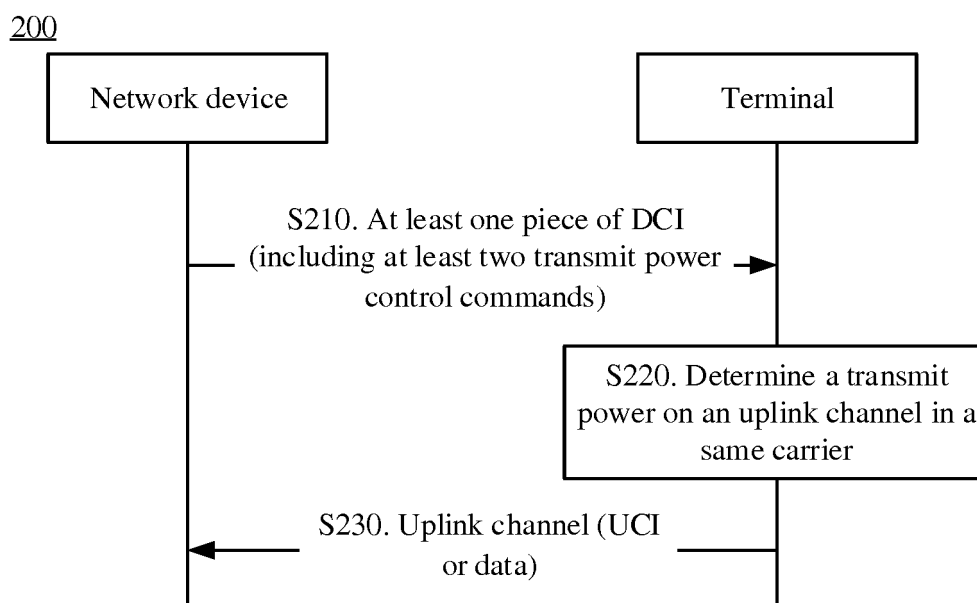 200
Network device
Terminal
S210. At least one piece of DCI
(including at least two transmit power
control commands)
S220. Determine a transmit
power on an uplink channel in a
same carrier
S230. Uplink channel (UCI
or data)